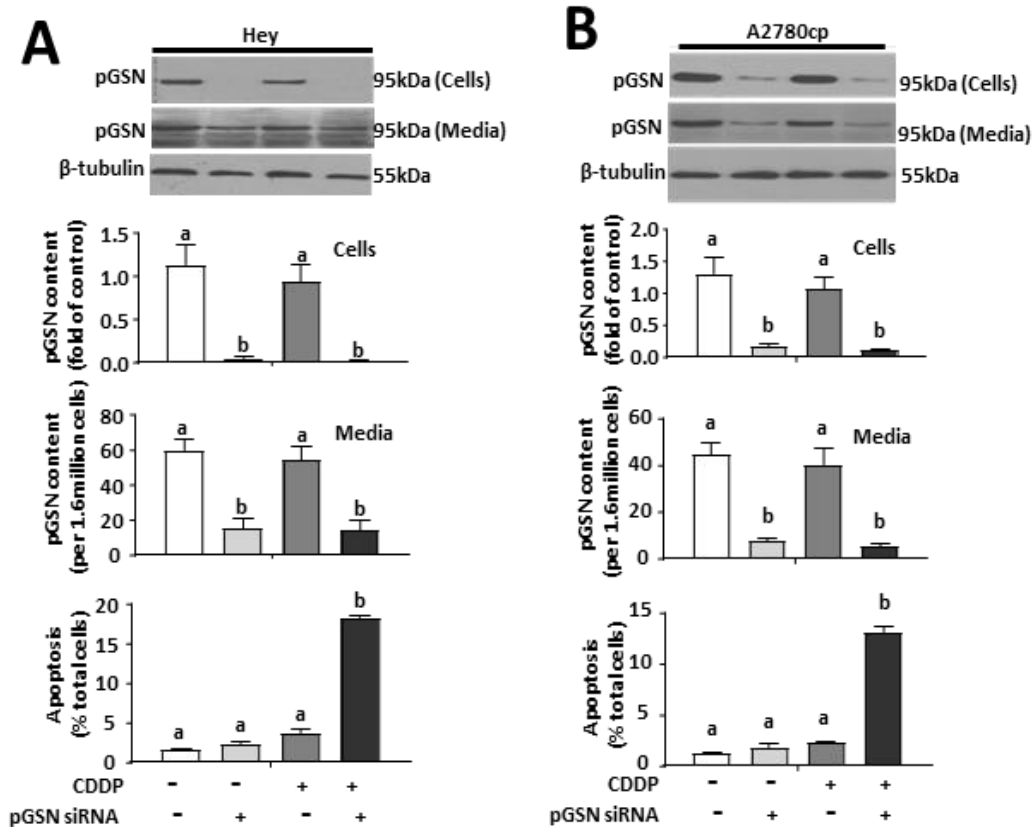 A
Hey
pGSN 95kDa (Cells)
pGSN 95kDa (Media)
β-tubulin 55kDa
pGSN content
(fold of control)
1.5
1.0
0.5
0.0
a b a b
Cells
pGSN content
(per 1.6million cells)
80
60
40
20
0
a b a b
Media
Apoptosis
(% total cells)
20
15
10
5
0
a a a b
CDDP - - + +
pGSN siRNA - + - +
B
A2780cp
pGSN 95kDa (Cells)
pGSN 95kDa (Media)
β-tubulin 55kDa
pGSN content
(fold of control)
2.0
1.5
1.0
0.5
0.0
a b a b
Cells
pGSN content
(per 1.6million cells)
60
40
20
0
a b a b
Media
Apoptosis
(% total cells)
15
10
5
0
a a a b
CDDP - - + +
pGSN siRNA - + - +